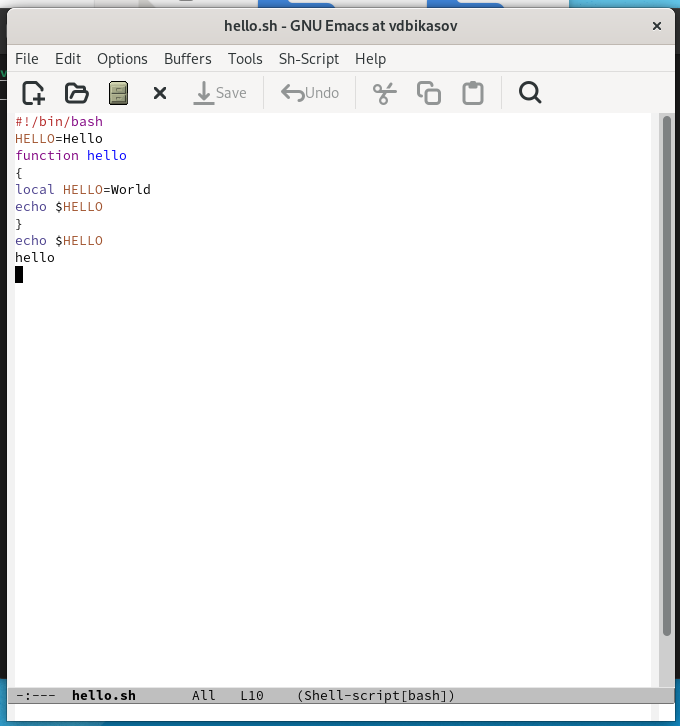 hello.sh - GNU Emacs at vdbikasov
File Edit Options Buffers Tools Sh-Script Help
Save Undo
#!/bin/bash
HELLO=Hello
function hello
{
local HELLO=World
echo $HELLO
}
echo $HELLO
hello
-:--- hello.sh All L10 (Shell-script[bash])